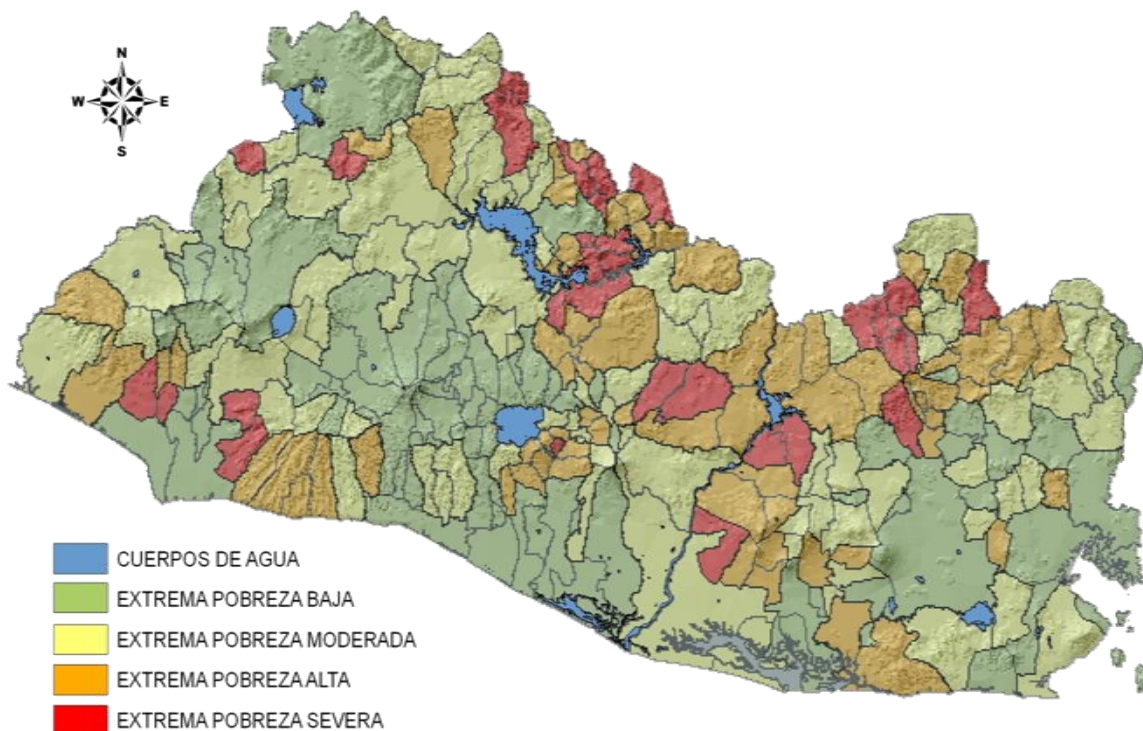 N
W E
S
CUERPOS DE AGUA
EXTREMA POBREZA BAJA
EXTREMA POBREZA MODERADA
EXTREMA POBREZA ALTA
EXTREMA POBREZA SEVERA